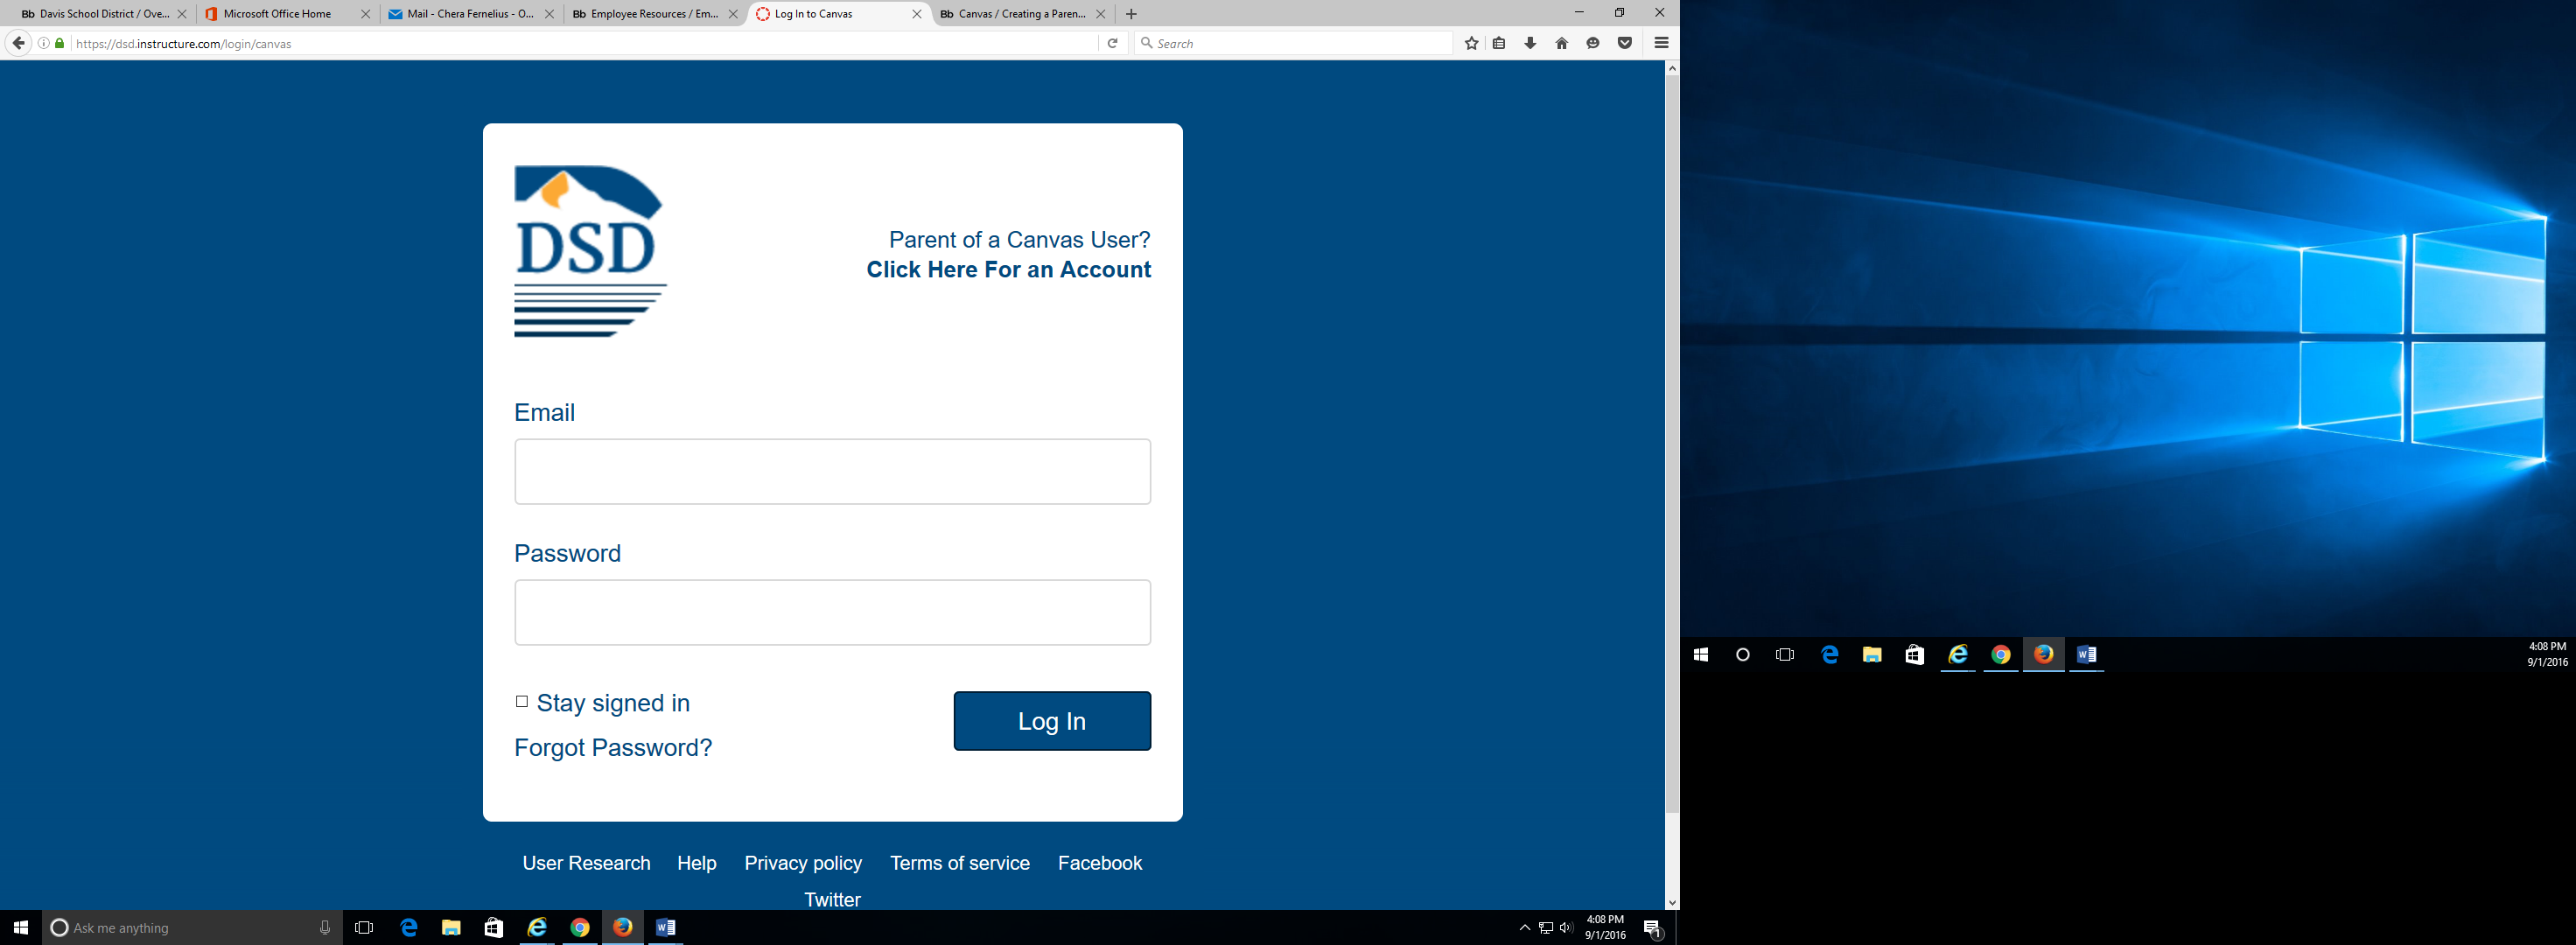 Bb Davis School District / Ove...
Microsoft Office Home
Mail - Chera Fernelius - O...
Bb Employee Resources / Em...
Log In to Canvas
Bb Canvas / Creating a Paren...
https://dsd.instructure.com/login/canvas
Search
DSD
Parent of a Canvas User?
Click Here For an Account
Email
Password
Stay signed in
Log In
Forgot Password?
User Research Help Privacy policy Terms of service Facebook
Twitter
Ask me anything
4:08 PM
9/1/2016
1
4:08 PM
9/1/2016